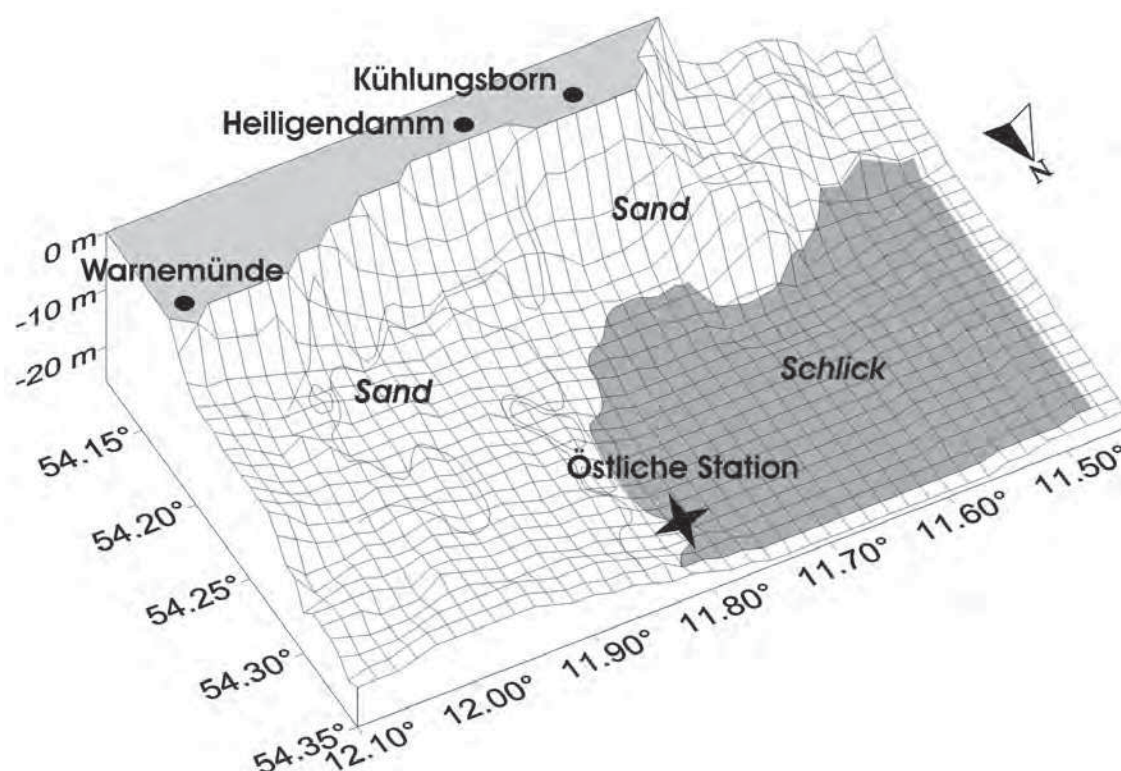 Kühlungsborn
Heiligendamm
N
Sand
0 m
Warnemünde
-10 m
-20 m
Schlick
Sand
54.15°
Östliche Station
11.50°
54.20°
11.60°
11.70°
54.25°
11.80°
11.90°
54.30°
12.00°
54.35°
12.10°